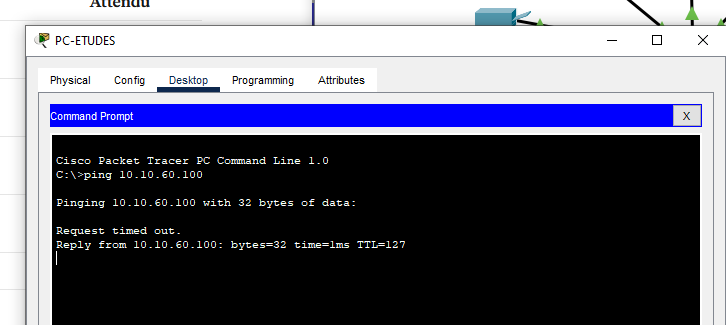 Attendu
PC-ETUDES
Physical Config Desktop Programming Attributes
Command Prompt X
Cisco Packet Tracer PC Command Line 1.0
C:\>ping 10.10.60.100
Pinging 10.10.60.100 with 32 bytes of data:
Request timed out.
Reply from 10.10.60.100: bytes=32 time=1ms TTL=127